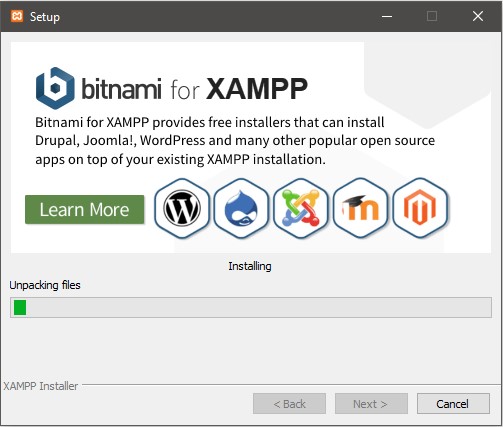 Setup
bitnami for XAMPP
Bitnami for XAMPP provides free installers that can install
Drupal, Joomla!, WordPress and many other popular open source
apps on top of your existing XAMPP installation.
Learn More
Installing
Unpacking files
XAMPP Installer
< Back
Next >
Cancel